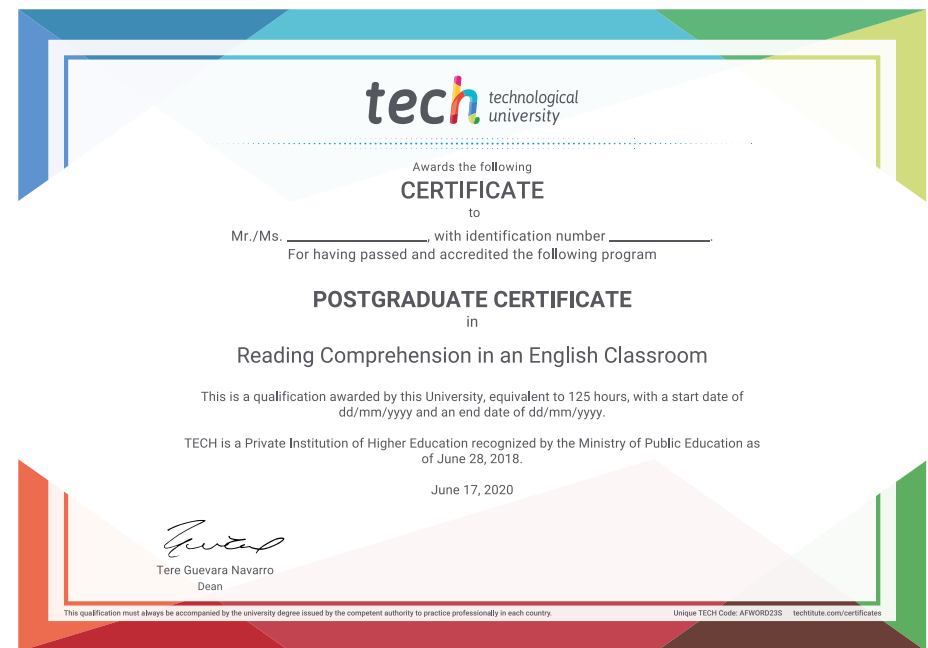 tech technological
university
Awards the following
CERTIFICATE
to
Mr./Ms. ____________, with identification number ____________.
For having passed and accredited the following program
POSTGRADUATE CERTIFICATE
in
Reading Comprehension in an English Classroom
This is a qualification awarded by this University, equivalent to 125 hours, with a start date of
dd/mm/yyyy and an end date of dd/mm/yyyy.
TECH is a Private Institution of Higher Education recognized by the Ministry of Public Education as
of June 28, 2018.
June 17, 2020
Tere Guevara Navarro
Dean
This qualification must always be accompanied by the university degree issued by the competent authority to practice professionally in each country. Unique TECH Code: AFWORD23S techtitute.com/certificates